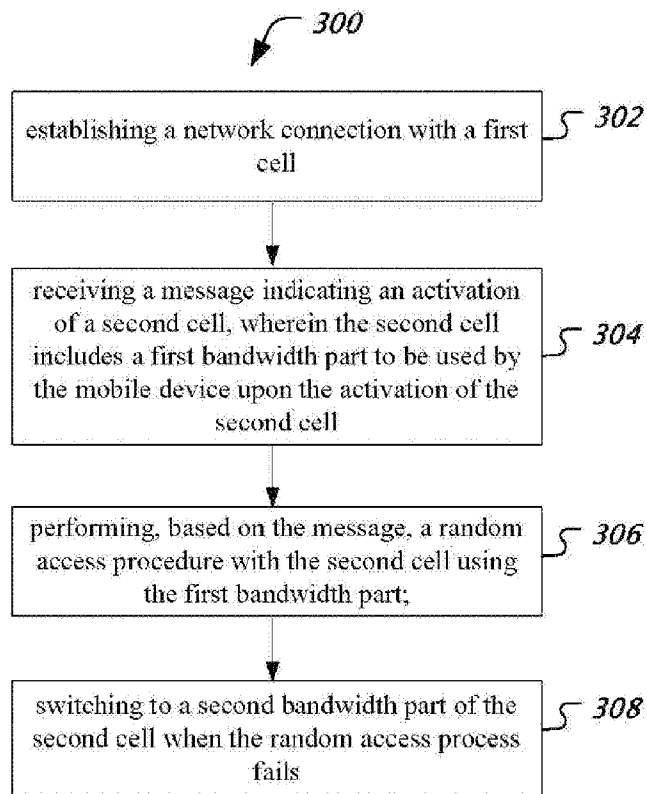 300
establishing a network connection with a first
cell
302
receiving a message indicating an activation
of a second cell, wherein the second cell
includes a first bandwidth part to be used by
the mobile device upon the activation of the
second cell
304
performing, based on the message, a random
access procedure with the second cell using
the first bandwidth part;
306
switching to a second bandwidth part of the
second cell when the random access process
fails
308